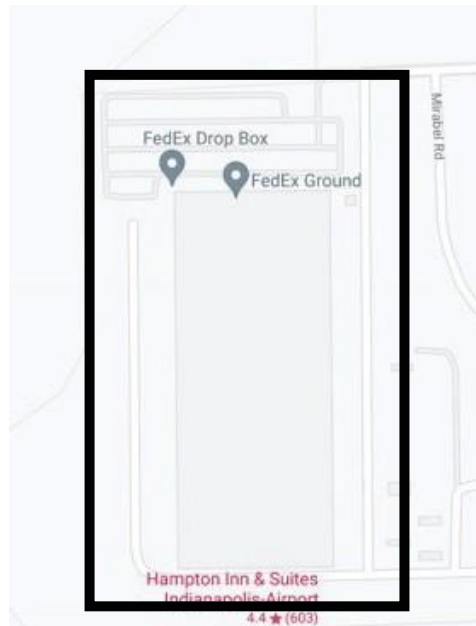 Mirabel Rd
FedEx Drop Box
FedEx Ground
Hampton Inn & Suites
Indianapolis-Airport
4.4★(603)